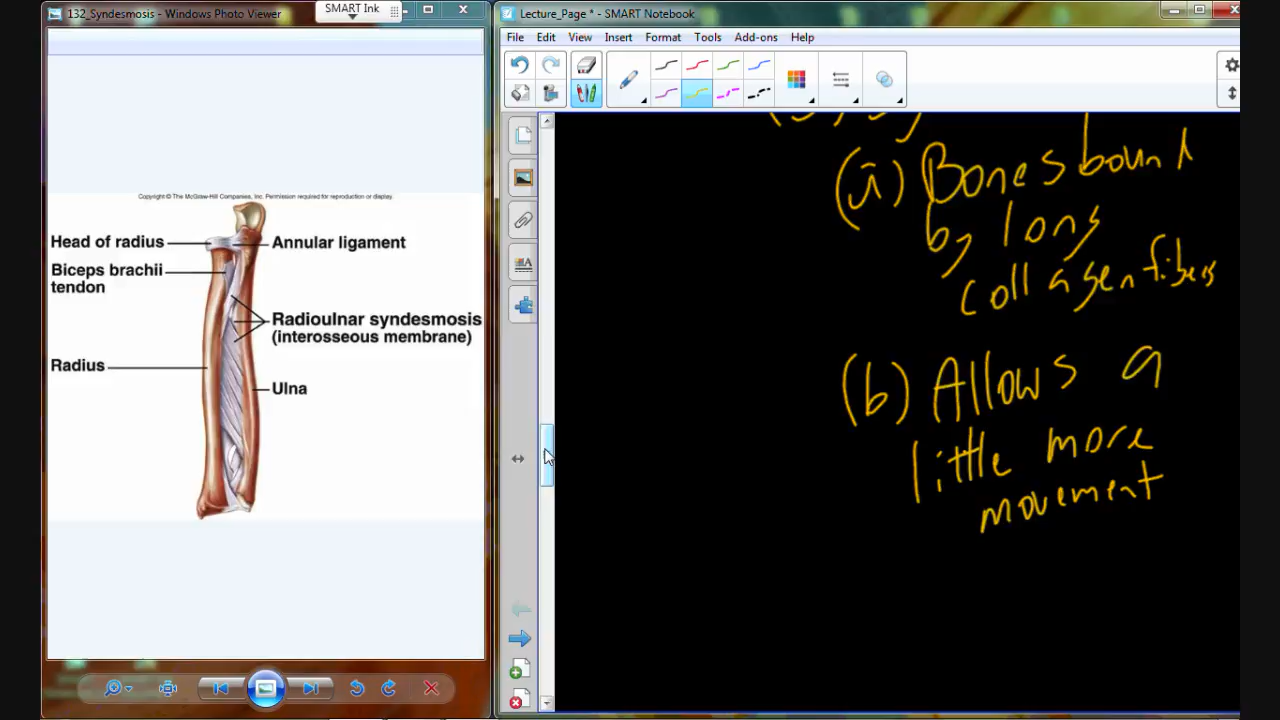 132_Syndesmosis - Windows Photo Viewer
SMART Ink
Copyright © The McGraw-Hill Companies, Inc. Permission required for reproduction or display.
Head of radius
Annular ligament
Biceps brachii
tendon
Radioulnar syndesmosis
(interosseous membrane)
Radius
Ulna
Lecture_Page * - SMART Notebook
File Edit View Insert Format Tools Add-ons Help
(a) Bones bound
by long
collagen fibers
(b) Allows a
little more
movement